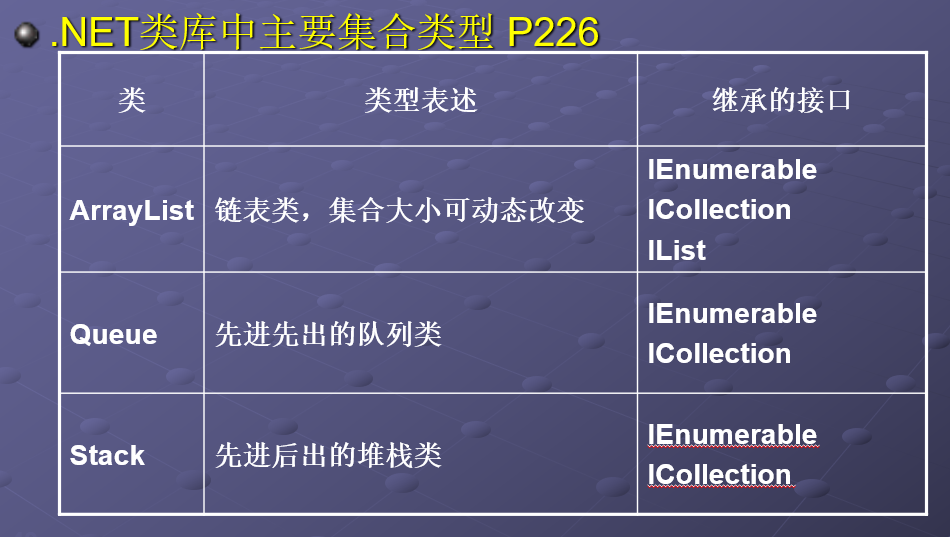 .NET类库中主要集合类型 P226
类
类型表述
继承的接口
ArrayList
链表类，集合大小可动态改变
IEnumerable
ICollection
IList
Queue
先进先出的队列类
IEnumerable
ICollection
Stack
先进后出的堆栈类
IEnumerable
ICollection